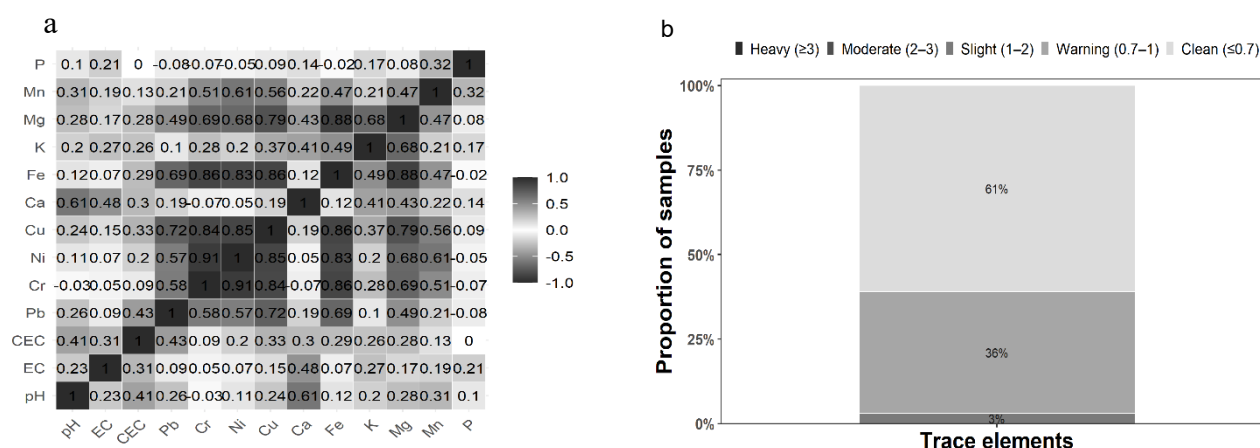 a
P 0.1 0.21 0 -0.08 -0.07 -0.05 0.09 0.14 -0.02 0.17 0.08 0.32 1
Mn 0.31 0.19 0.13 0.21 0.51 0.61 0.56 0.22 0.47 0.21 0.47 1 0.32
Mg 0.28 0.17 0.28 0.49 0.69 0.68 0.79 0.43 0.88 0.68 1 0.47 0.08
K 0.2 0.27 0.26 0.1 0.28 0.2 0.37 0.41 0.49 1 0.68 0.21 0.17
Fe 0.12 0.07 0.29 0.69 0.86 0.83 0.86 0.12 1 0.49 0.88 0.47 -0.02
Ca 0.61 0.48 0.3 0.19 -0.07 0.05 0.19 1 0.12 0.41 0.43 0.22 0.14
Cu 0.24 0.15 0.33 0.72 0.84 0.85 1 0.19 0.86 0.37 0.79 0.56 0.09
Ni 0.11 0.07 0.2 0.57 0.91 1 0.85 0.05 0.83 0.2 0.68 0.61 -0.05
Cr -0.03 0.05 0.09 0.58 1 0.91 0.84 -0.07 0.86 0.28 0.69 0.51 -0.07
Pb 0.26 0.09 0.43 1 0.58 0.57 0.72 0.19 0.69 0.1 0.49 0.21 -0.08
CEC 0.41 0.31 1 0.43 0.09 0.2 0.33 0.3 0.29 0.26 0.28 0.13 0
EC 0.23 1 0.31 0.09 0.05 0.07 0.15 0.48 0.07 0.27 0.17 0.19 0.21
pH 1 0.23 0.41 0.26 -0.03 0.11 0.24 0.61 0.12 0.2 0.28 0.31 0.1
pH EC CEC Pb Cr Ni Cu Ca Fe K Mg Mn P
1.0
0.5
0.0
-0.5
-1.0
b
Heavy (≥3) Moderate (2–3) Slight (1–2) Warning (0.7–1) Clean (≤0.7)
Proportion of samples
100%
75%
50%
25%
0%
61%
36%
3%
Trace elements